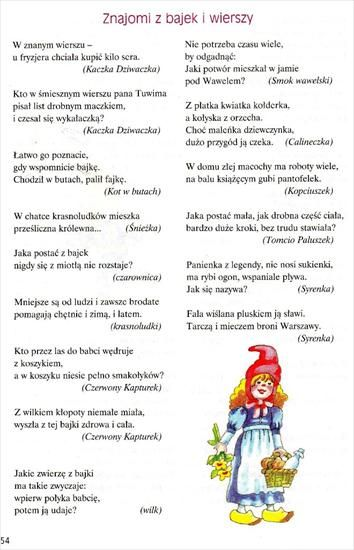 Znajomi z bajek i wierszy
W znanym wierszu –
u fryzjera chciała kupić kilo sera.
(Kaczka Dziwaczka)
Kto w śmiesznym wierszu pana Tuwima
pisał list drobnym maczkiem,
i czesał się wykałaczką?
(Kaczka Dziwaczka)
Łatwo go poznacie,
gdy wspomnicie bajkę.
Chodził w butach, palił fajkę.
(Kot w butach)
W chatce krasnoludków mieszka
prześliczna królewna...
(Śnieżka)
Jaka postać z bajek
nigdy się z miotłą nie rozstaje?
(czarownica)
Mniejsze są od ludzi i zawsze brodate
pomagają chętnie i zimą, i latem.
(krasnoludki)
Kto przez las do babci wędruje
z koszykiem,
a w koszyku niesie pełno smakołyków?
(Czerwony Kapturek)
Z wilkiem kłopoty niemałe miała,
wyszła z tej bajki zdrowa i cała.
(Czerwony Kapturek)
Jakie zwierzę z bajki
ma takie zwyczaje:
wpierw połyka babcię,
potem ją udaje? (wilk)
Nie potrzeba czasu wiele,
by odgadnąć:
Jaki potwór mieszkał w jamie
pod Wawelem? (Smok wawelski)
Z płatka kwiatka kołderka,
a kołyska z orzecha.
Choć maleńka dziewczynka,
dużo przygód ją czeka. (Calineczka)
W domu złej macochy ma roboty wiele,
na balu książęcym gubi pantofelek.
(Kopciuszek)
Jaka postać mała, jak drobna część ciała,
bardzo duże kroki, bez trudu stawiała?
(Tomcio Paluszek)
Panienka z legendy, nie nosi sukienki,
ma rybi ogon, wspaniale pływa.
Jak się nazywa? (Syrenka)
Fala wiślana pluskiem ją sławi.
Tarczą i mieczem broni Warszawy.
(Syrenka)
54